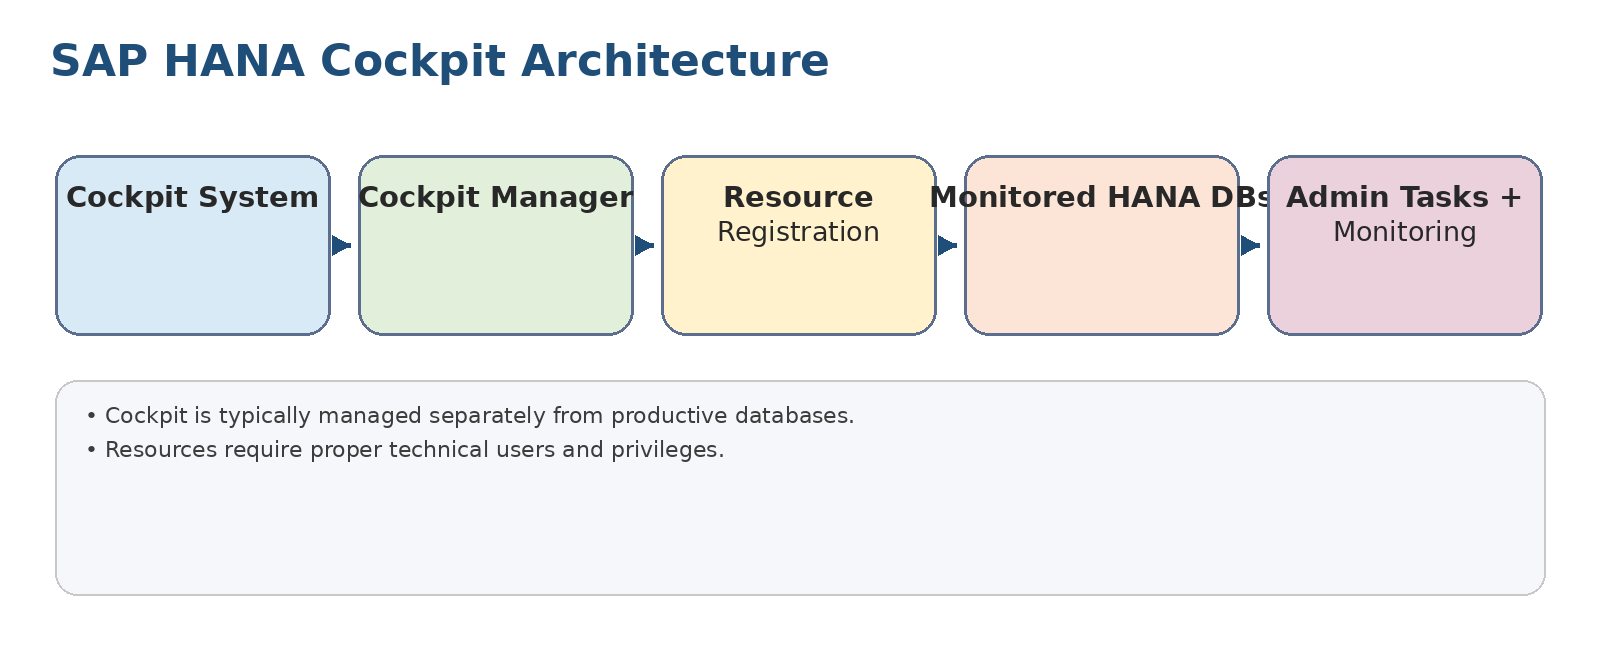 SAP HANA Cockpit Architecture
Cockpit System
Cockpit Manager
Resource
Registration
Monitored HANA DBs
Admin Tasks +
Monitoring
• Cockpit is typically managed separately from productive databases.
• Resources require proper technical users and privileges.